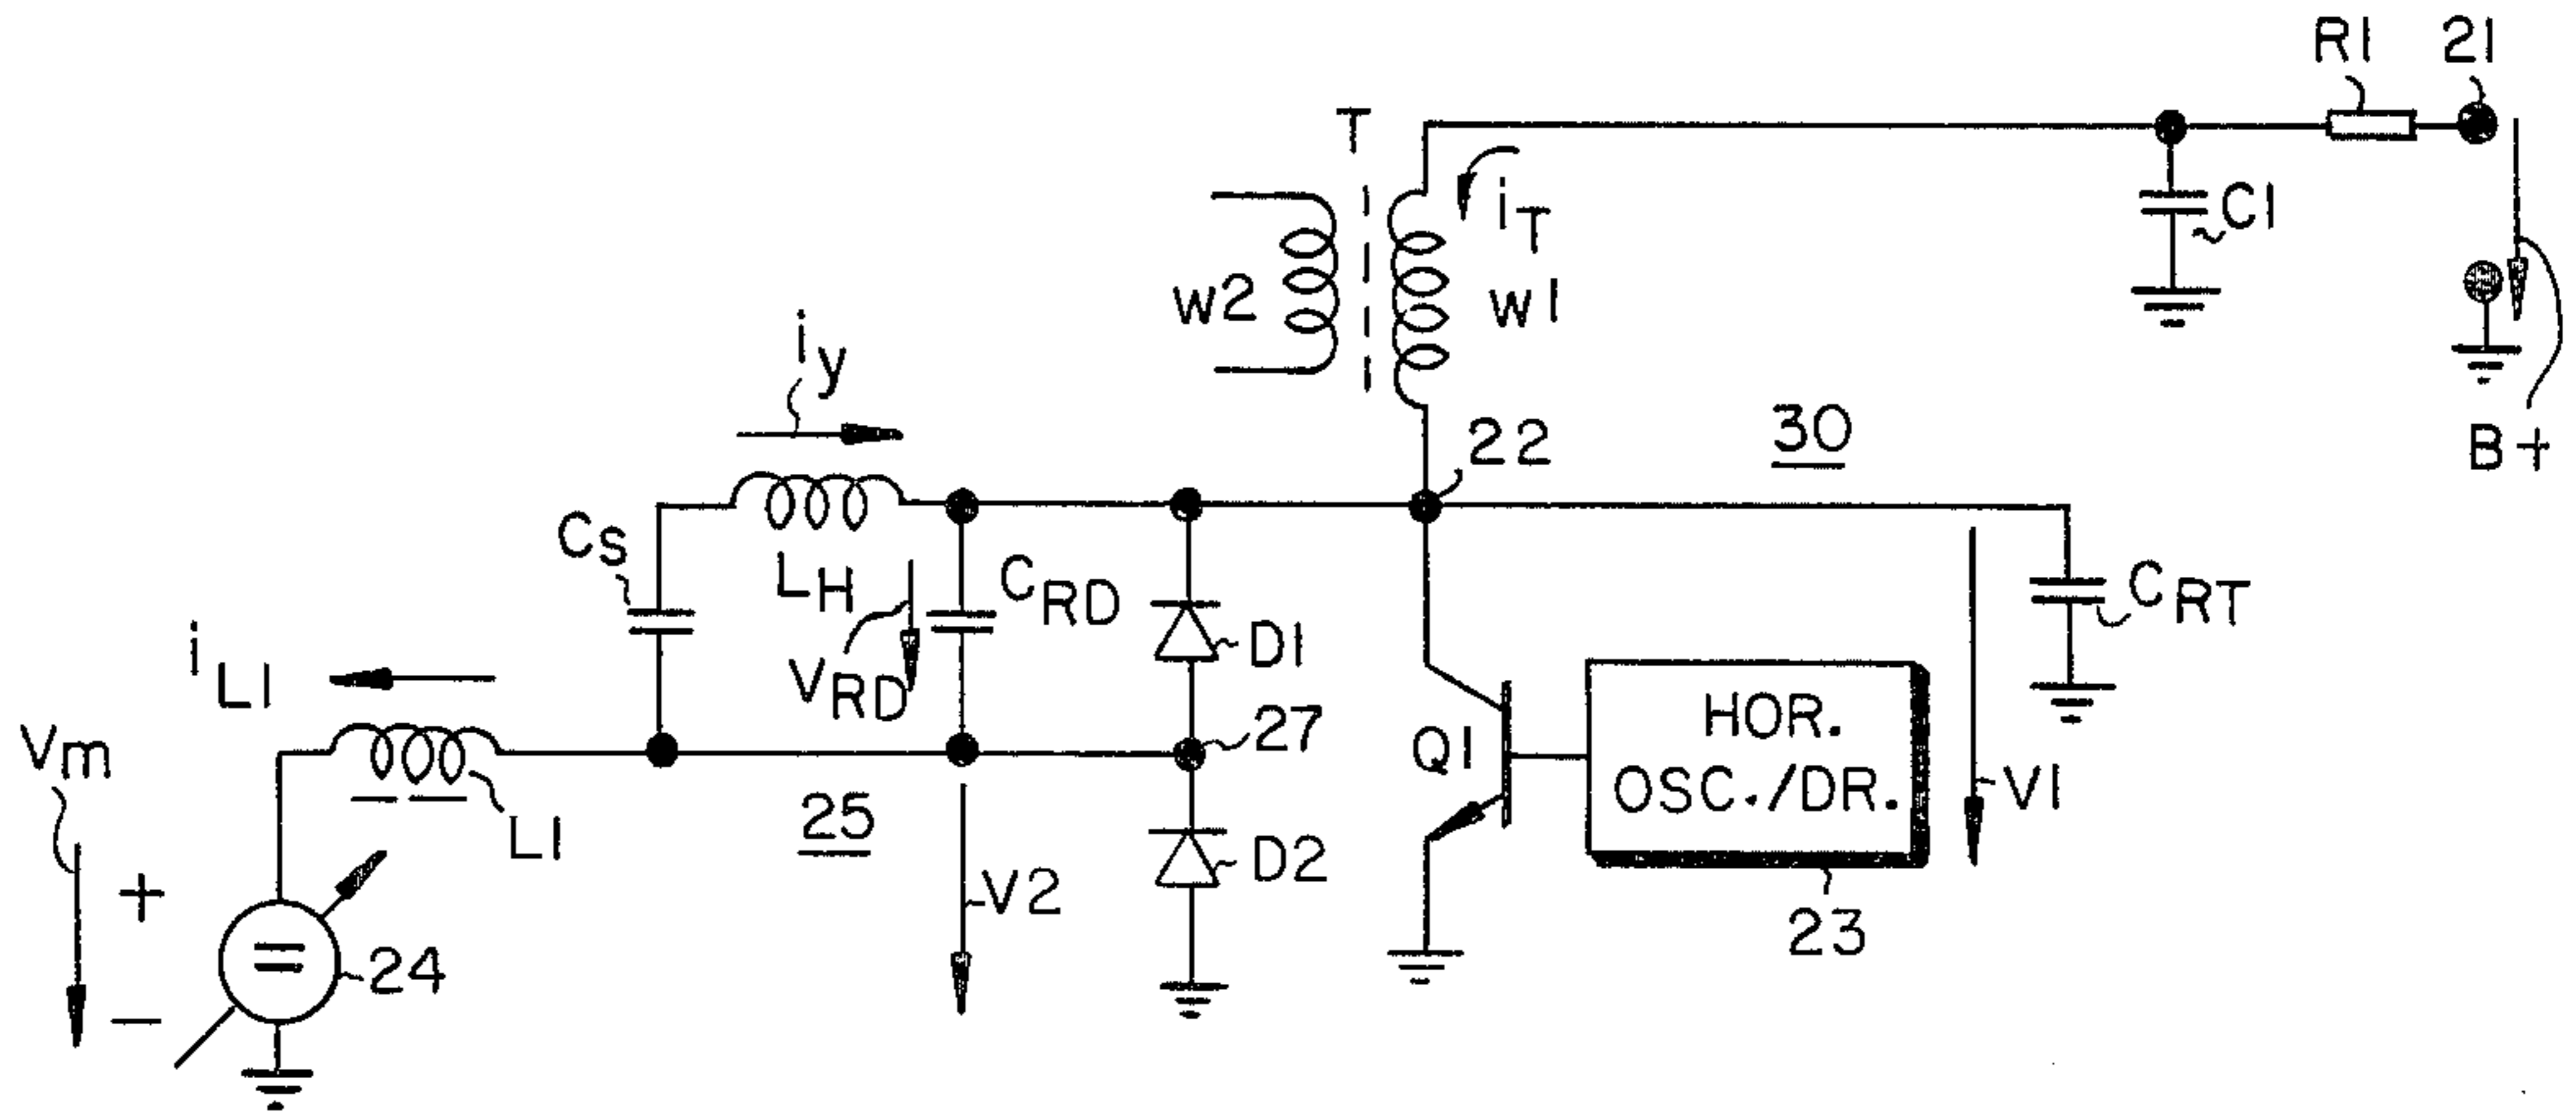 R1 21
T
C1
iT
w2 w1
iy
22 30
B+
CS
LH
CRD
CRT
D1
VRD
iL1
27
Vm
Q1
HOR.
OSC./DR.
V1
25
L1
+
V2
D2
23
24
−